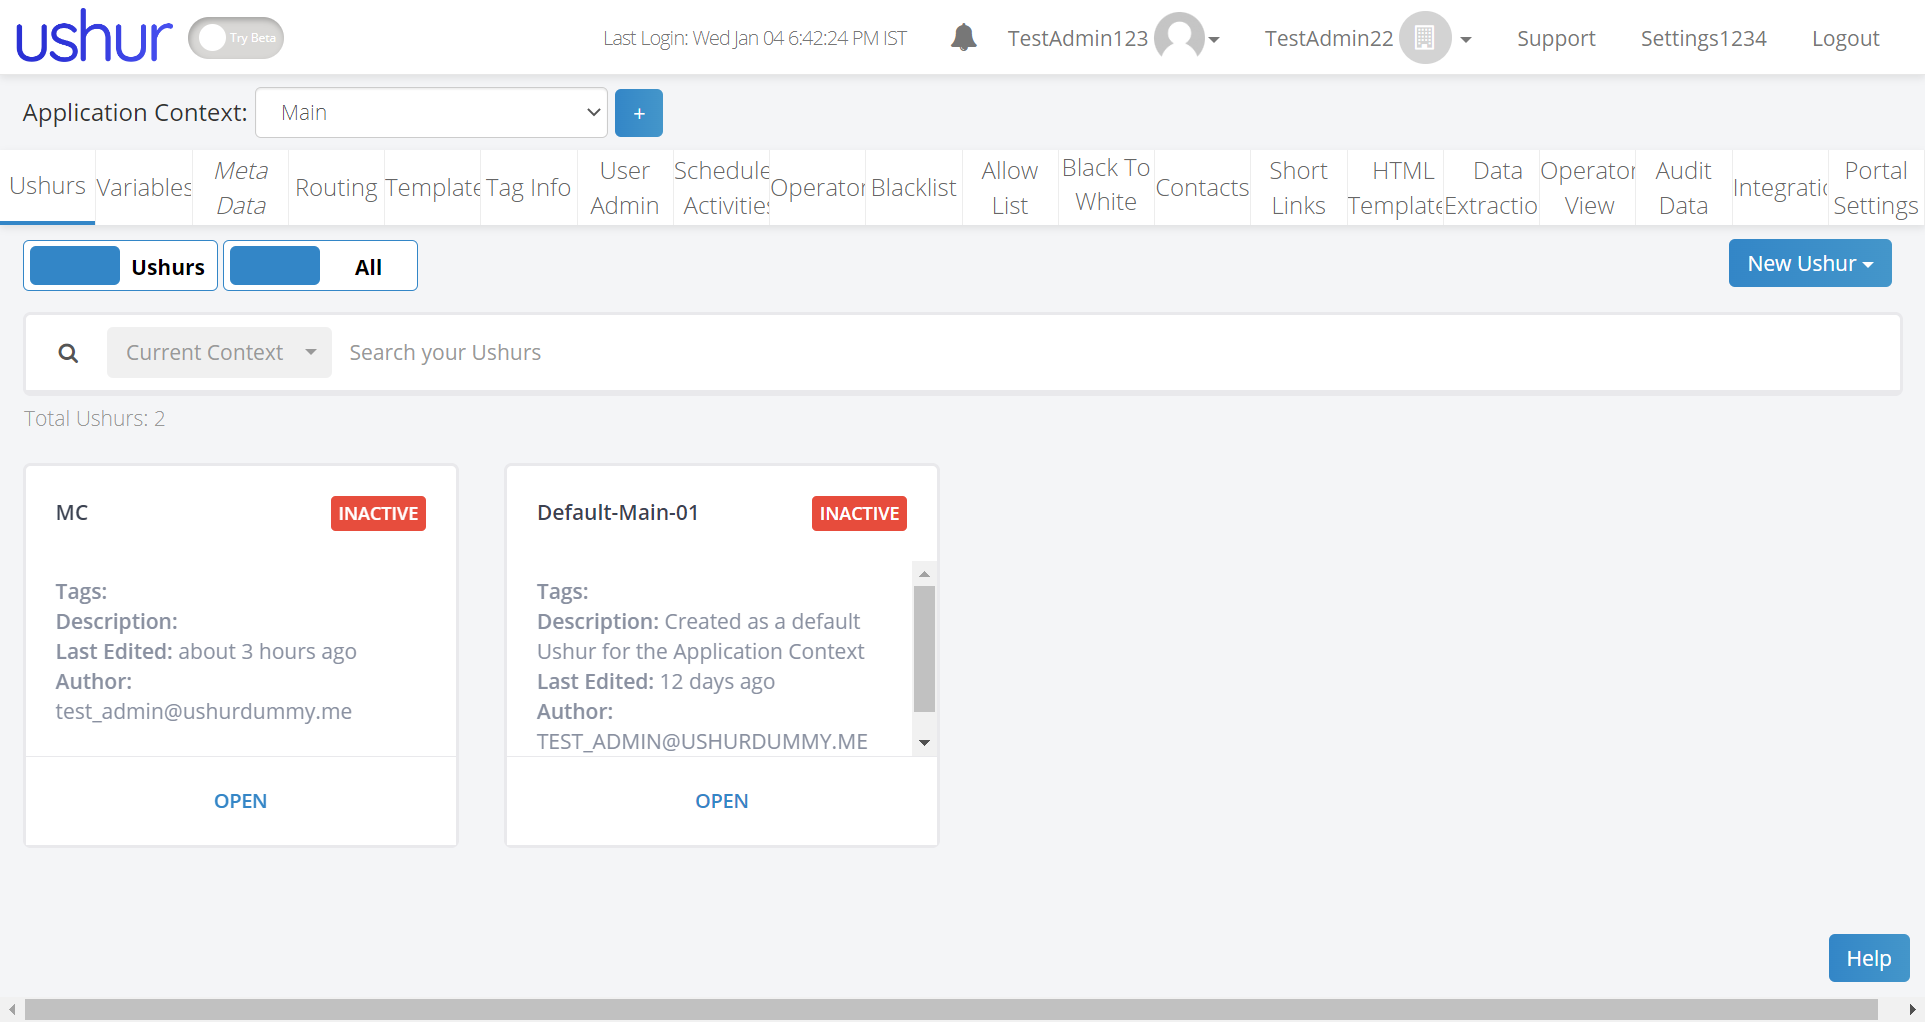 ushur
Try Beta
Last Login: Wed Jan 04 6:42:24 PM IST
TestAdmin123
TestAdmin22
Support
Settings1234
Logout
Application Context:
Main
+
Ushurs
Variables
Meta
Data
Routing
Template
Tag Info
User
Admin
Schedule
Activities
Operator
Blacklist
Allow
List
Black To
White
Contacts
Short
Links
HTML
Template
Data
Extractio
Operator
View
Audit
Data
Integratio
Portal
Settings
Ushurs
All
New Ushur
Current Context
Search your Ushurs
Total Ushurs: 2
MC
INACTIVE
Tags:
Description:
Last Edited: about 3 hours ago
Author:
test_admin@ushurdummy.me
OPEN
Default-Main-01
INACTIVE
Tags:
Description: Created as a default
Ushur for the Application Context
Last Edited: 12 days ago
Author:
TEST_ADMIN@USHURDUMMY.ME
OPEN
Help